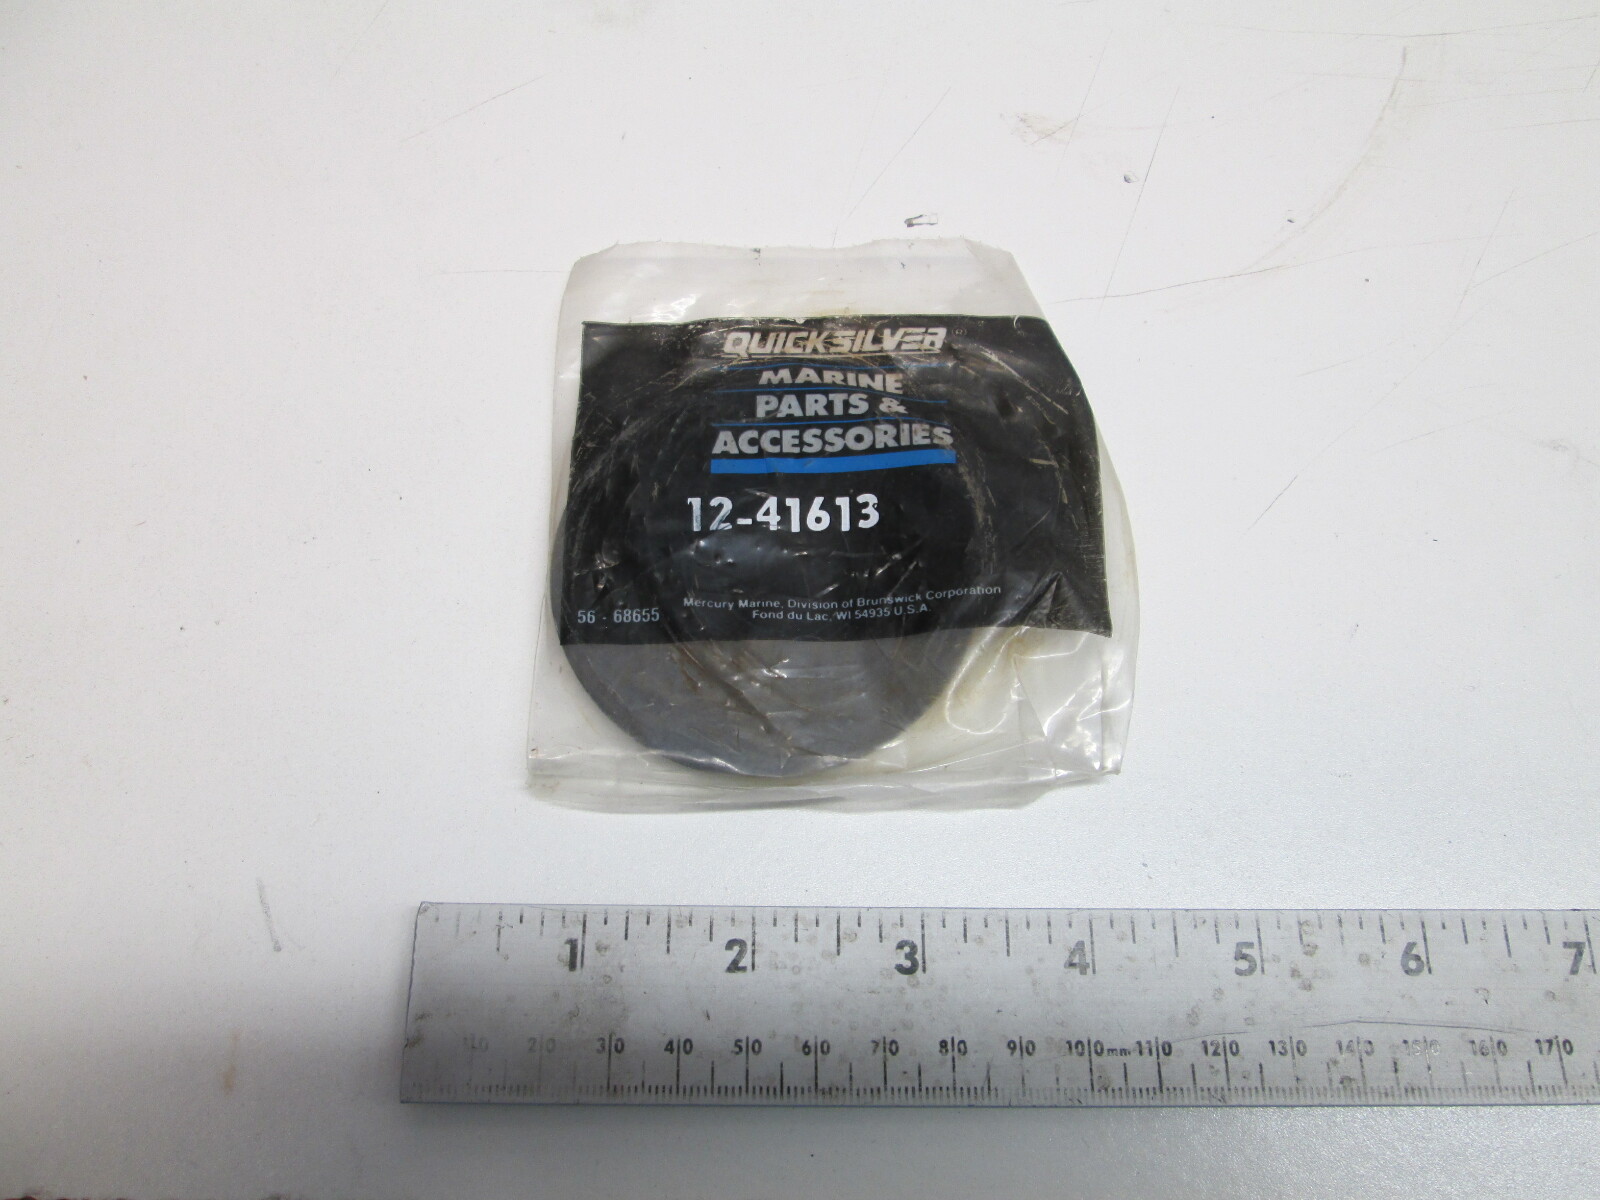 QUICKSILVER®
MARINE
PARTS &
ACCESSORIES
12-41613
56 - 68655
Mercury Marine, Division of Brunswick Corporation
Fond du Lac, WI 54935 U.S.A.
1 2 3 4 5 6 7
10 20 30 40 50 60 70 80 90 100mm 110 120 130 140 150 160 170